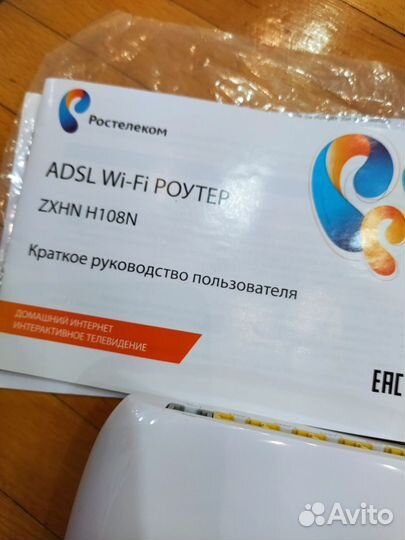 Ростелеком
ADSL Wi-Fi РОУТЕР
ZXHN H108N
Краткое руководство пользователя
ДОМАШНИЙ ИНТЕРНЕТ
ИНТЕРАКТИВНОЕ ТЕЛЕВИДЕНИЕ
EAC
Avito